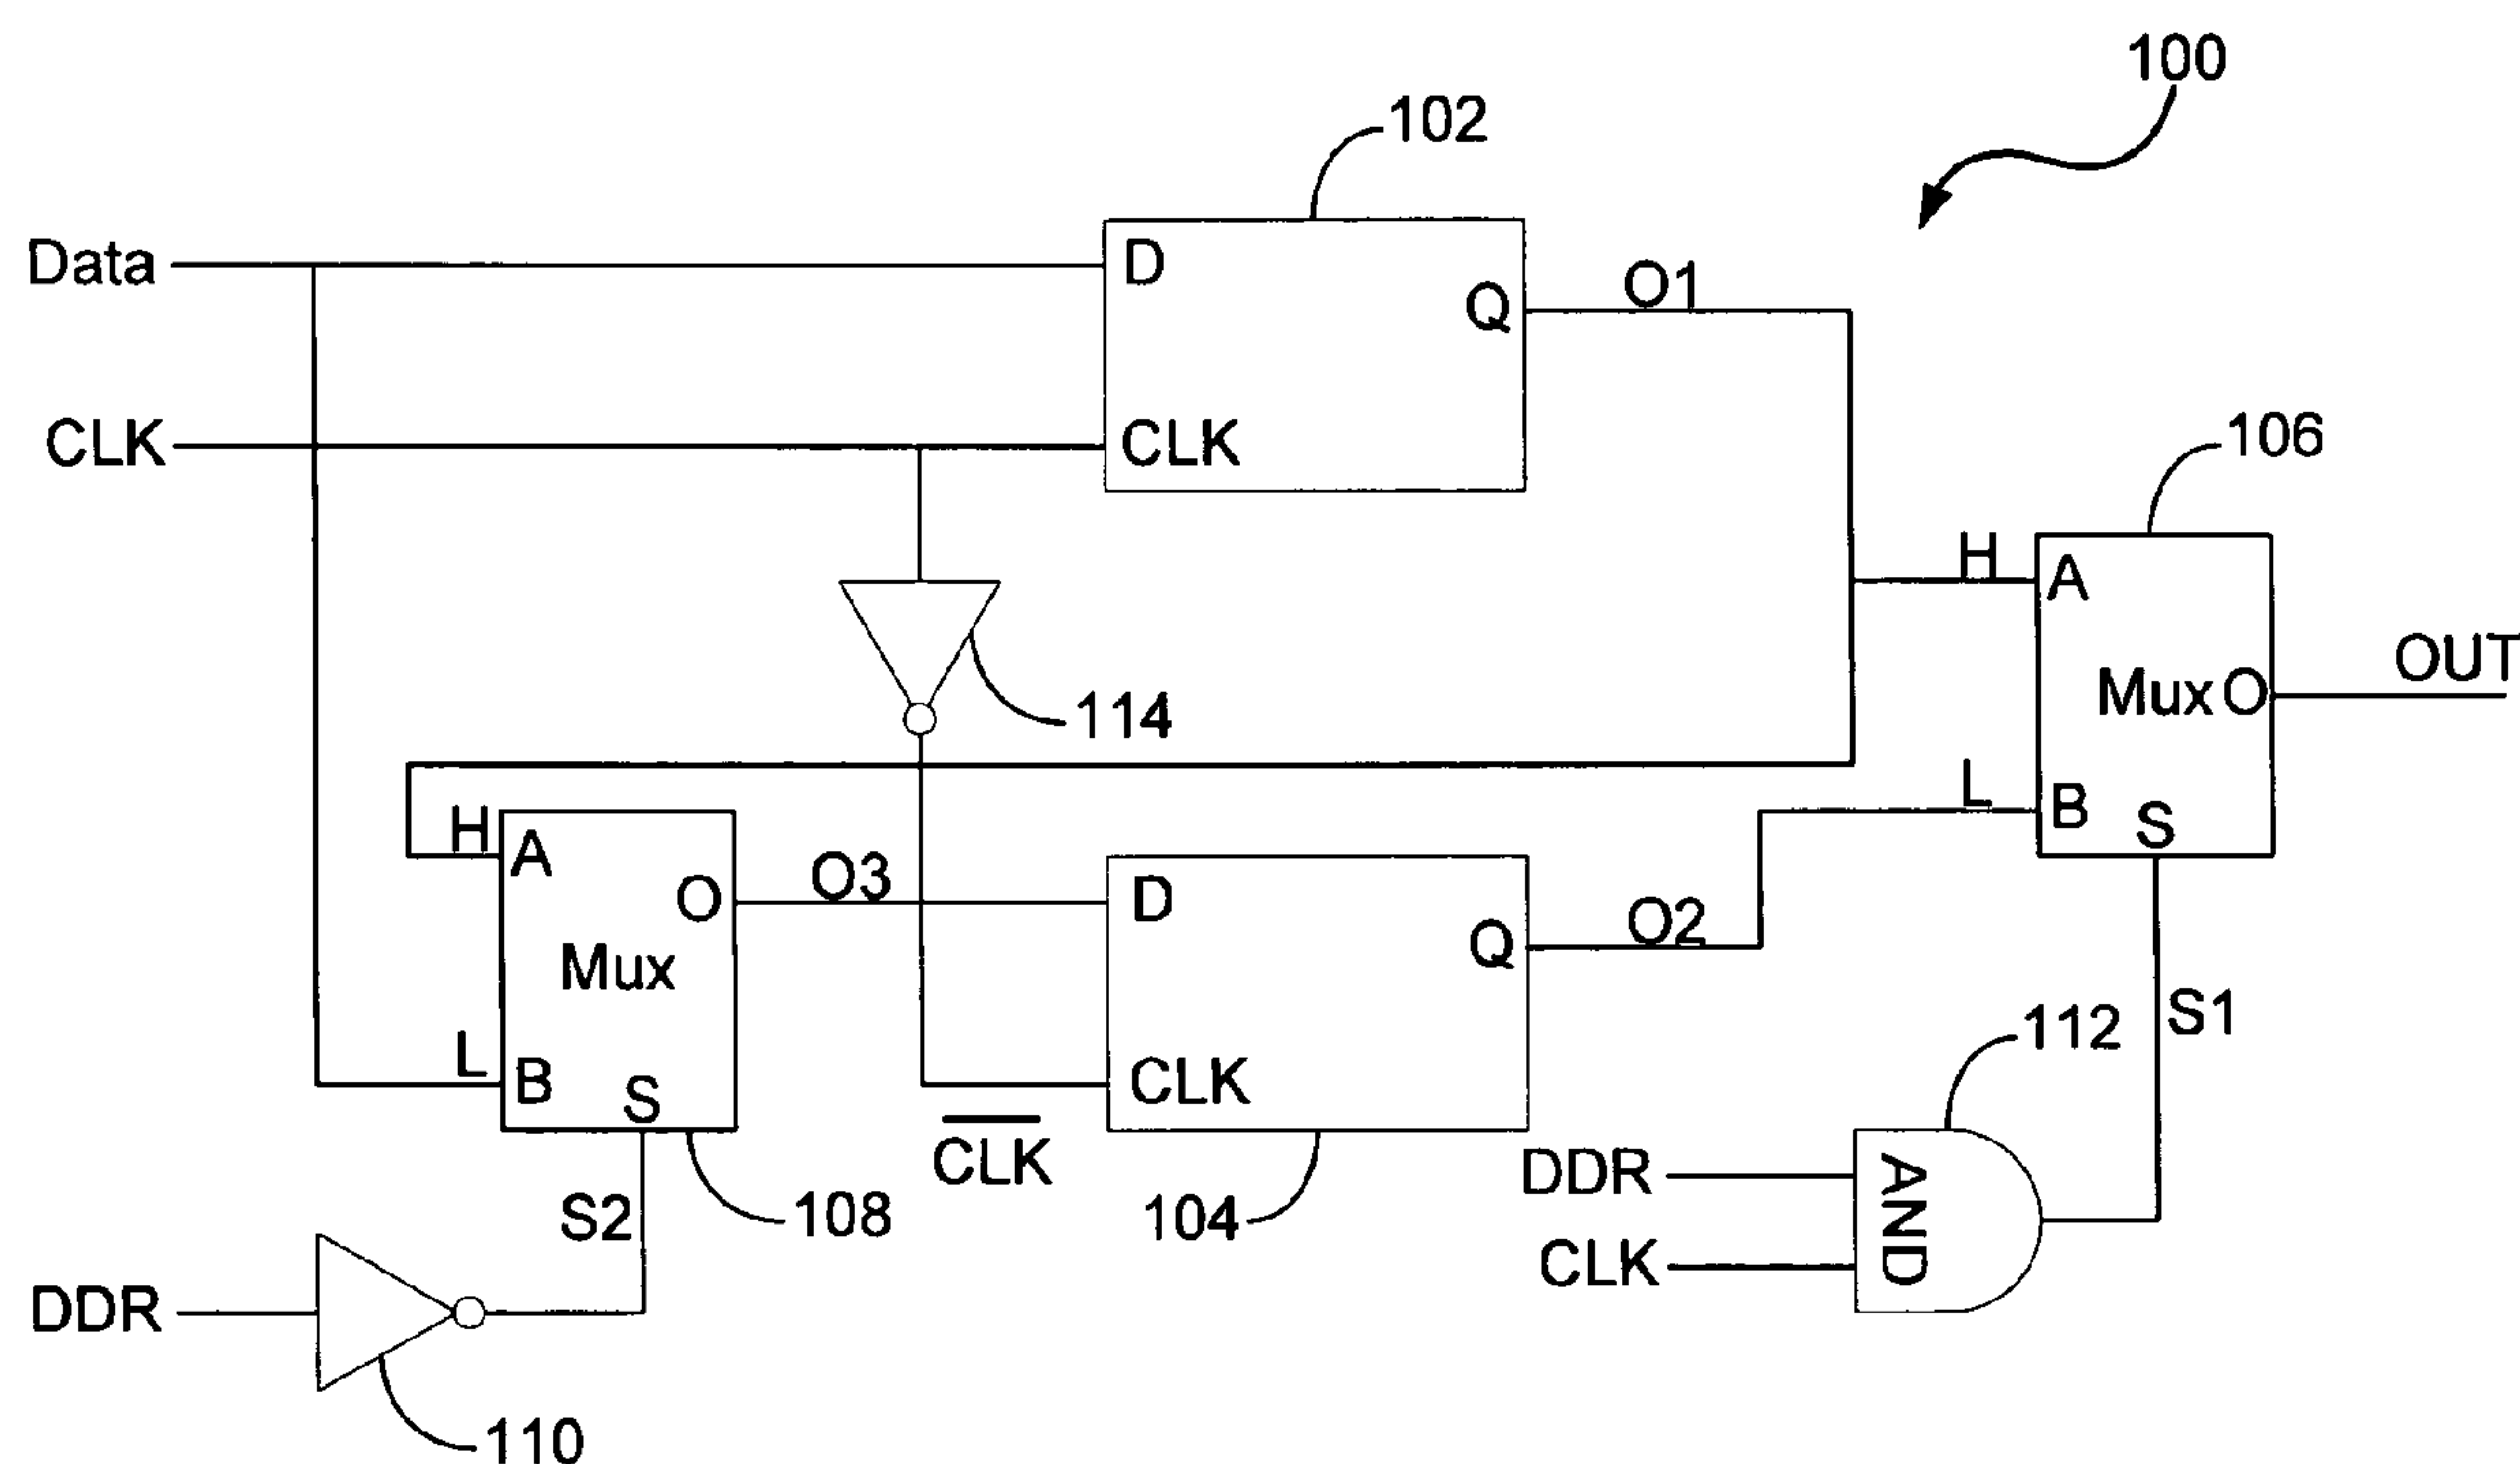 100
102
Data
D
Q
O1
CLK
CLK
106
H
A
OUT
Mux O
114
L
B
S
H
A
O
O3
D
Q
O2
Mux
S1
112
L
B
S
CLK
CLK
DDR
AND
S2
108
104
CLK
DDR
110